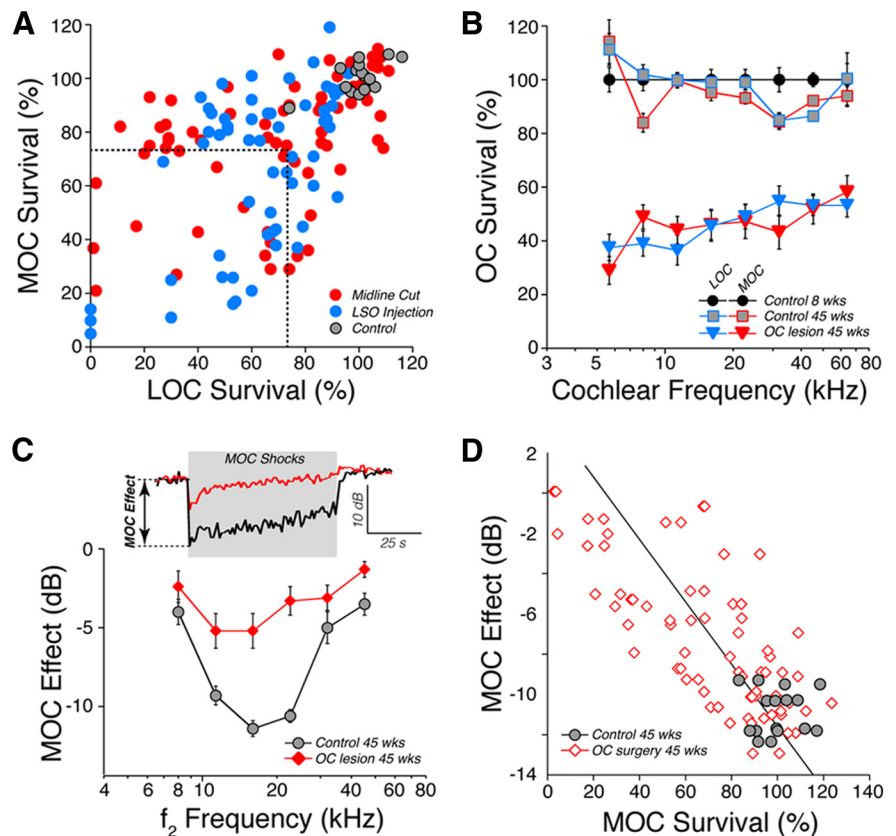 A
MOC Survival (%)
120
100
80
60
40
20
0
0 20 40 60 80 100 120
LOC Survival (%)
Midline Cut
LSO Injection
Control
B
OC Survival (%)
120
100
80
60
40
20
0
3 5 10 20 40 80
Cochlear Frequency (kHz)
LOC MOC
Control 8 wks
Control 45 wks
OC lesion 45 wks
C
MOC Shocks
MOC Effect
10 dB
25 s
MOC Effect (dB)
0
-5
-10
4 10 20 40 60 80
f2 Frequency (kHz)
Control 45 wks
OC lesion 45 wks
D
MOC Effect (dB)
2
-2
-6
-10
-14
0 20 40 60 80 100 120 140
MOC Survival (%)
Control 45 wks
OC surgery 45 wks